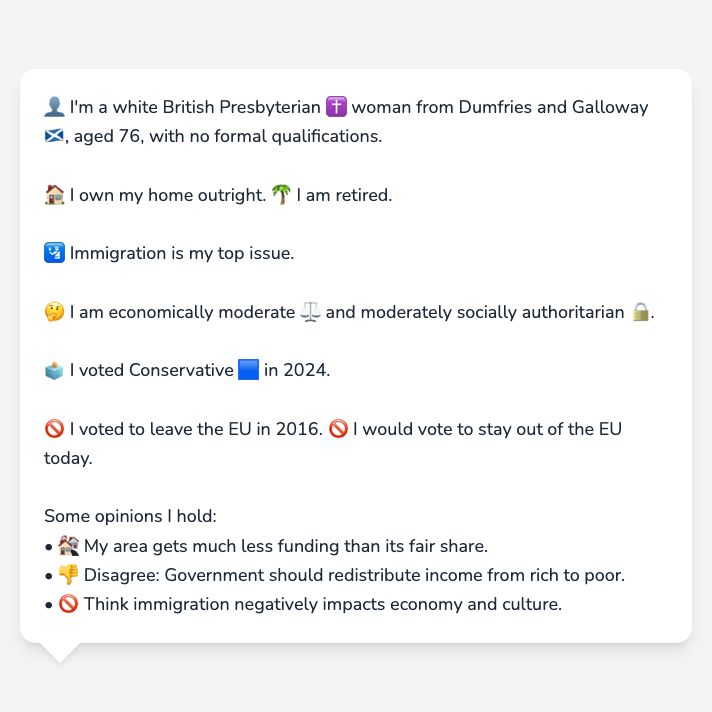 👤 I'm a white British Presbyterian ✝️ woman from Dumfries and Galloway
🏴󠁧󠁢󠁳󠁣󠁴󠁿, aged 76, with no formal qualifications.
🏠 I own my home outright. 🌴 I am retired.
🛂 Immigration is my top issue.
🤔 I am economically moderate ⚖️ and moderately socially authoritarian 🔒.
🗳️ I voted Conservative 🟦 in 2024.
🚫 I voted to leave the EU in 2016. 🚫 I would vote to stay out of the EU
today.
Some opinions I hold:
• 🏚️ My area gets much less funding than its fair share.
• 👎 Disagree: Government should redistribute income from rich to poor.
• 🚫 Think immigration negatively impacts economy and culture.